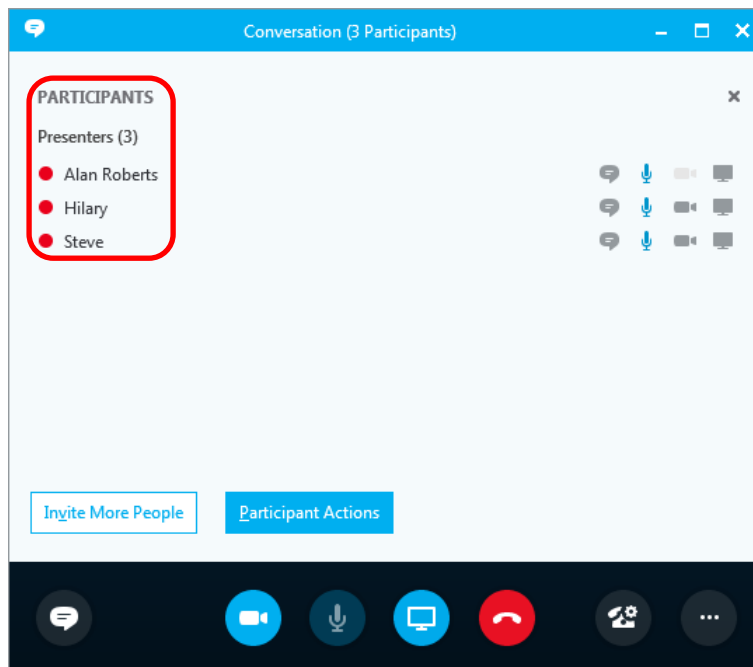 Conversation (3 Participants)
PARTICIPANTS
Presenters (3)
Alan Roberts
Hilary
Steve
Invite More People
Participant Actions